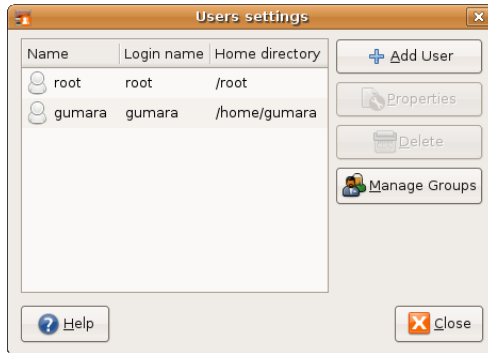 Users settings
Name Login name Home directory
root root /root
gumara gumara /home/gumara
Add User
Properties
Delete
Manage Groups
Help
Close